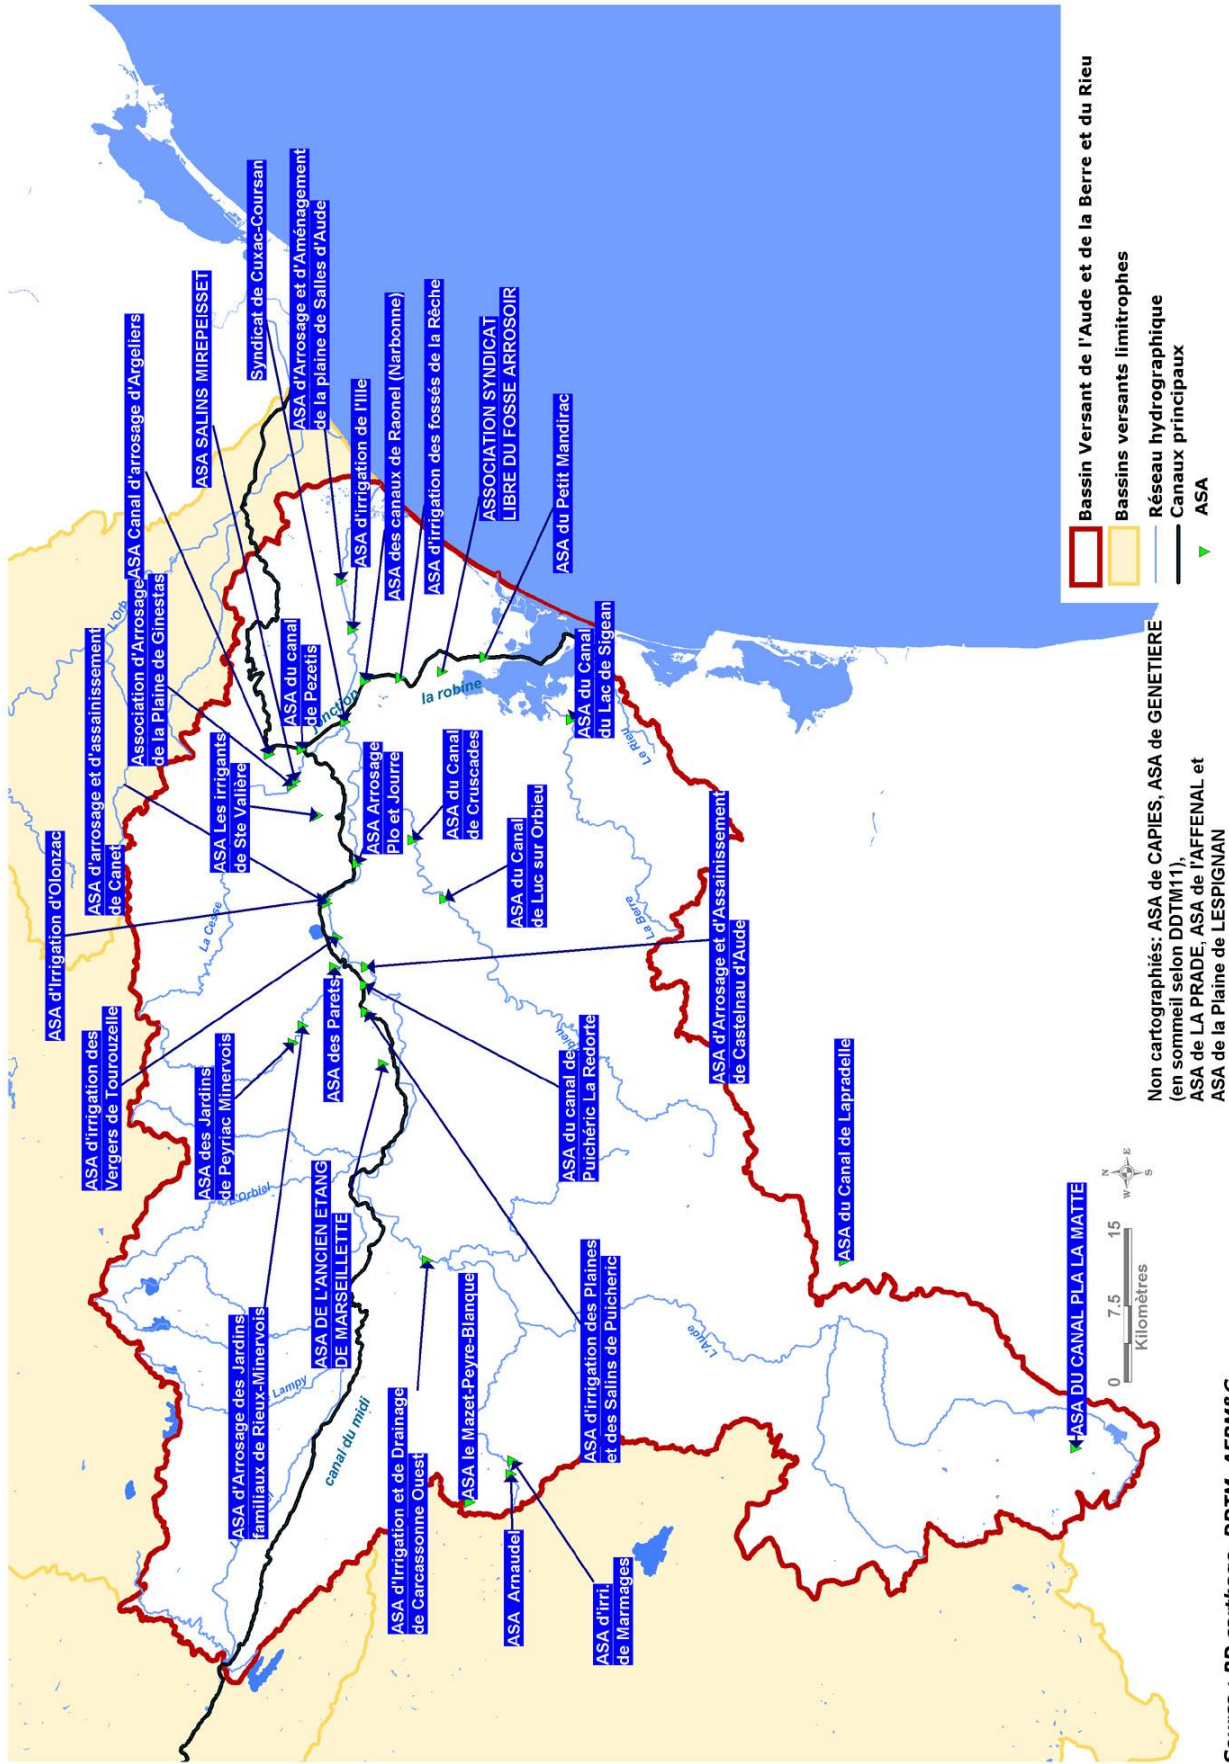 ASA d'Irrigation d'Olonzac
ASA d'arrosage et d'assainissement
de Canet
Association d'Arrosage
de la Plaine de Ginestas
ASA Canal d'arrosage d'Argeliers
ASA SALINS MIREPEISSET
Syndicat de Cuxac-Coursan
ASA d'Arrosage et d'Aménagement
de la plaine de Salles d'Aude
ASA d'irrigation de l'Ille
ASA des canaux de Raonel (Narbonne)
ASA d'irrigation des fossés de la Rêche
ASSOCIATION SYNDICAT
LIBRE DU FOSSE ARROSOIR
ASA du Petit Mandirac
ASA d'irrigation des
Vergers de Tourouzelle
ASA des Jardins
de Peyriac Minervois
ASA Les irrigants
de Ste Valière
ASA du canal
de Pezetis
ASA des Parets
ASA Arrosage
Plo et Jourre
ASA du Canal
de Cruscades
ASA du Canal
de Luc sur Orbieu
ASA du Canal
du Lac de Sigean
ASA d'Arrosage des Jardins
familiaux de Rieux-Minervois
ASA DE L'ANCIEN ETANG
DE MARSEILLETTE
ASA du canal de
Puichéric La Redorte
ASA d'Arrosage et d'Assainissement
de Castelnau d'Aude
ASA d'Irrigation et de Drainage
de Carcassonne Ouest
ASA le Mazet-Peyre-Blanque
ASA d'irrigation des Plaines
et des Salins de Puicheric
ASA Arnaudel
ASA d'irri.
de Marmages
ASA du Canal de Lapradelle
ASA DU CANAL PLA LA MATTE
L'Orb
La Cesse
L'Orbiel
Lampy
canal du midi
jonction
la robine
Le Rieu
La Berre
L'Aude
Bassin Versant de l'Aude et de la Berre et du Rieu
Bassins versants limitrophes
Réseau hydrographique
Canaux principaux
ASA
Non cartographiés: ASA de CAPIES, ASA de GENETIERE
(en sommeil selon DDTM11),
ASA de LA PRADE, ASA de l'AFFENAL et
ASA de la Plaine de LESPIGNAN
N
W E
S
0 7.5 15
Kilomètres